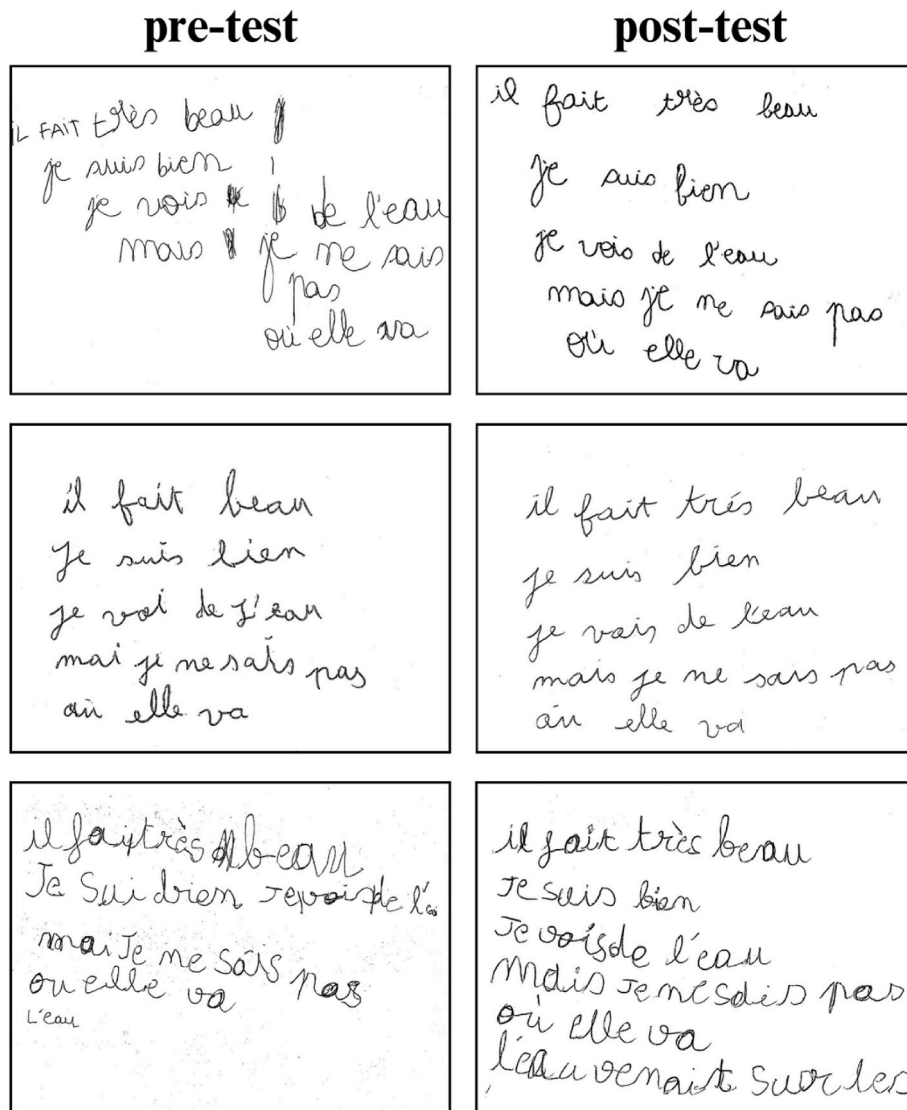 pre-test
post-test
IL FAIT très beau
je suis bien
je vois de l'eau
mais je ne sais
pas
où elle va
il fait très beau
je suis bien
je vois de l'eau
mais je ne sais pas
où elle va
il fait beau
je suis bien
je voi de l'eau
mai je ne sais pas
où elle va
il fait trés beau
je suis bien
je vois de l'eau
mais je ne sais pas
où elle va
il fay très beau
Je Sui bien Je vois de l'
mai Je ne sais pas
ou elle va
L'eau
il fait très beau
Je suis bien
Je vois de l'eau
mais Je ne sais pas
où elle va
l'eau venait sur les